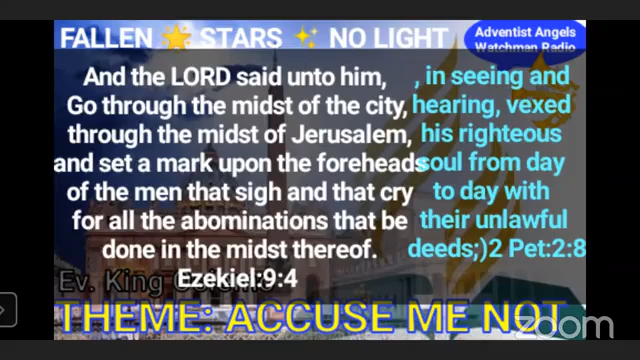 FALLEN 🌟 STARS ✨ NO LIGHT
Adventist Angels
Watchman Radio
And the LORD said unto him,
Go through the midst of the city,
through the midst of Jerusalem,
and set a mark upon the foreheads
of the men that sigh and that cry
for all the abominations that be
done in the midst thereof.
Ezekiel:9:4
, in seeing and
hearing, vexed
his righteous
soul from day
to day with
their unlawful
deeds;)2 Pet:2:8
Ev. King
THEME: ACCUSE ME NOT
zoom